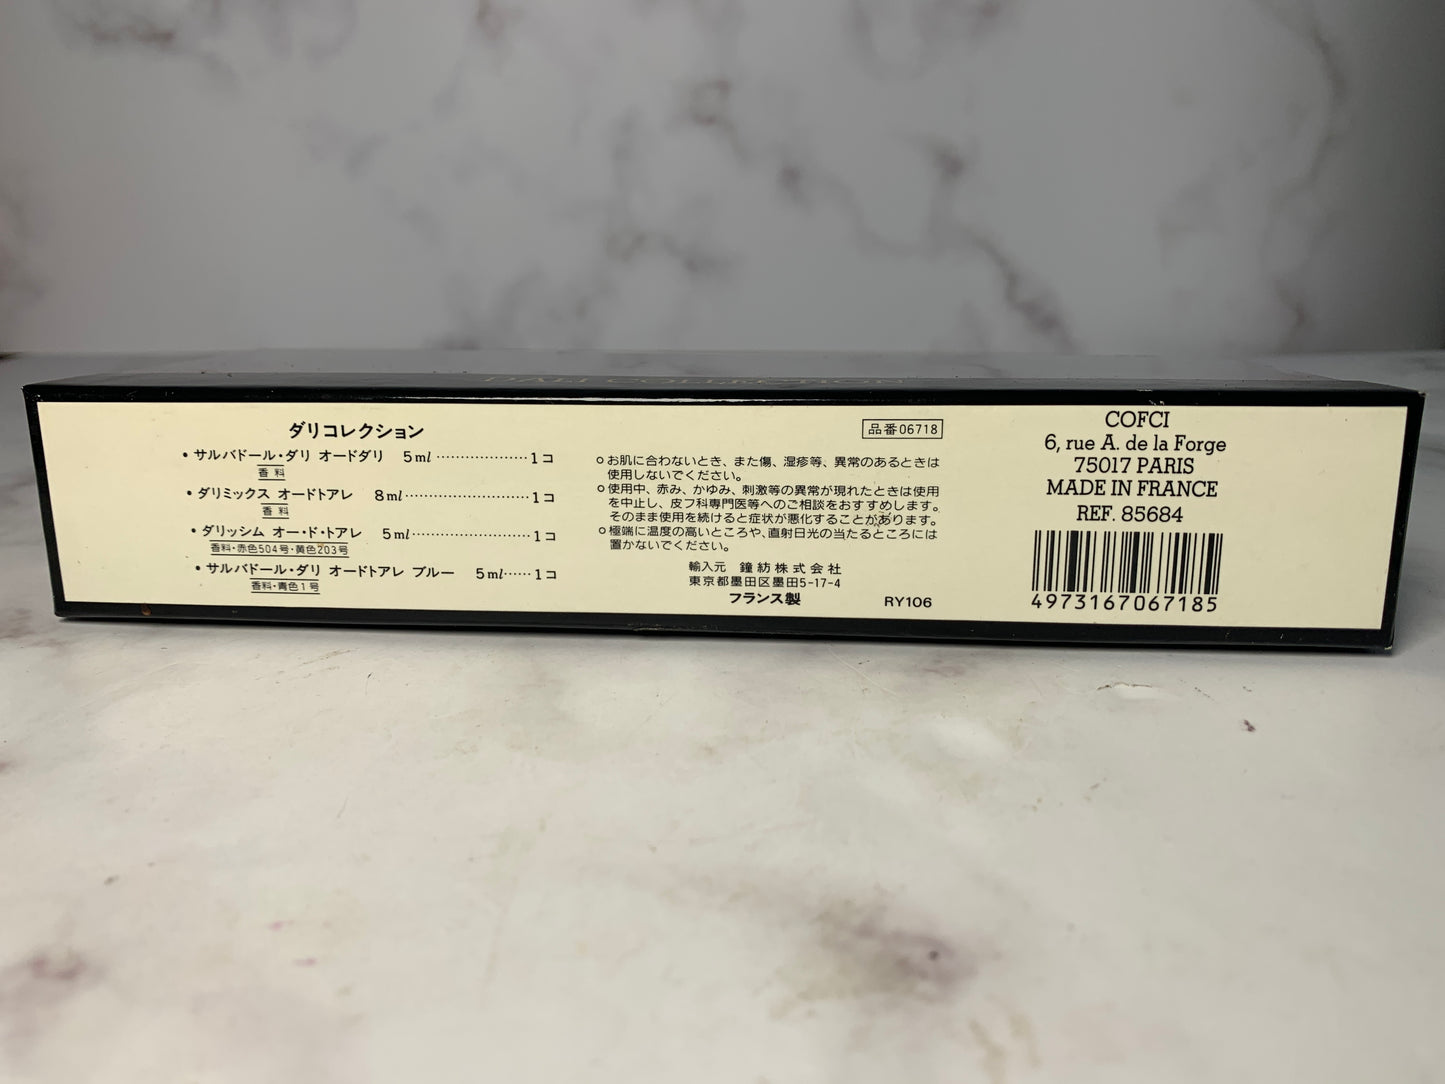 DALI COLLECTION
ダリコレクション
• サルバドール・ダリ オードダリ 5ml ··················· 1コ
香料
• ダリミックス オードトアレ 8ml ························· 1コ
香料
• ダリッシム オー・ド・トアレ 5ml ························ 1コ
香料・赤色504号・黄色203号
• サルバドール・ダリ オードトアレ ブルー 5ml ······ 1コ
香料・青色1号
品番06718
○お肌に合わないとき、また傷、湿疹等、異常のあるときは
使用しないでください。
○使用中、赤み、かゆみ、刺激等の異常が現れたときは使用
を中止し、皮フ科専門医等へのご相談をおすすめします。
そのまま使用を続けると症状が悪化することがあります。
○極端に温度の高いところや、直射日光の当たるところには
置かないでください。
輸入元 鐘紡株式会社
東京都墨田区墨田5-17-4
フランス製 RY106
COFCI
6, rue A. de la Forge
75017 PARIS
MADE IN FRANCE
REF. 85684
4973167067185